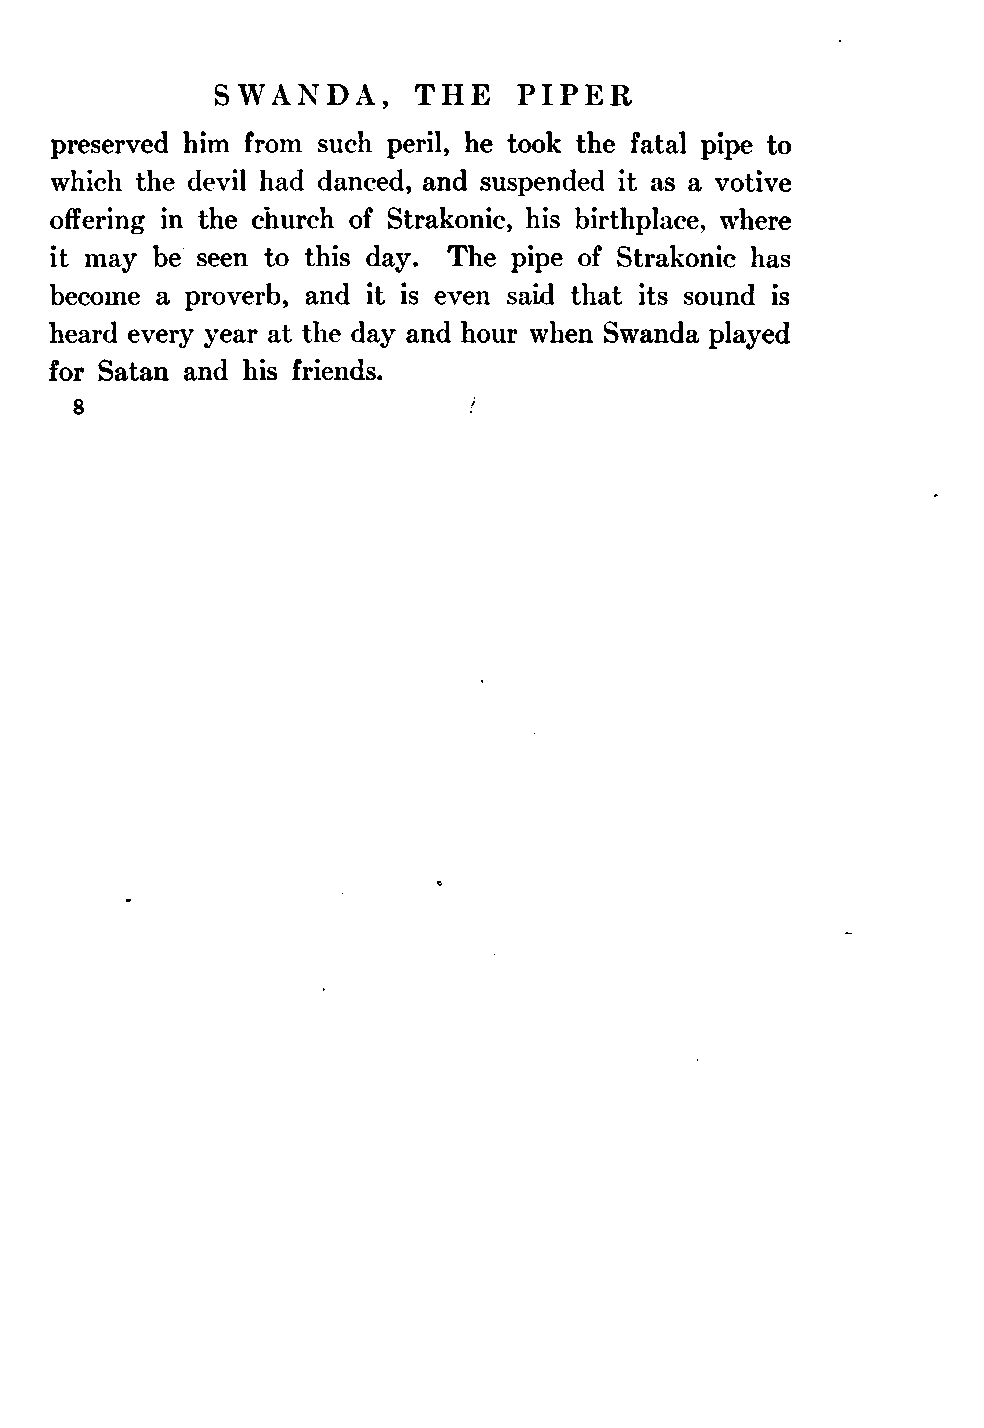 SWANDA, THE PIPER
preserved him from such peril, he took the fatal pipe to
which the devil had danced, and suspended it as a votive
offering in the church of Strakonic, his birthplace, where
it may be seen to this day. The pipe of Strakonic has
become a proverb, and it is even said that its sound is
heard every year at the day and hour when Swanda played
for Satan and his friends.
8